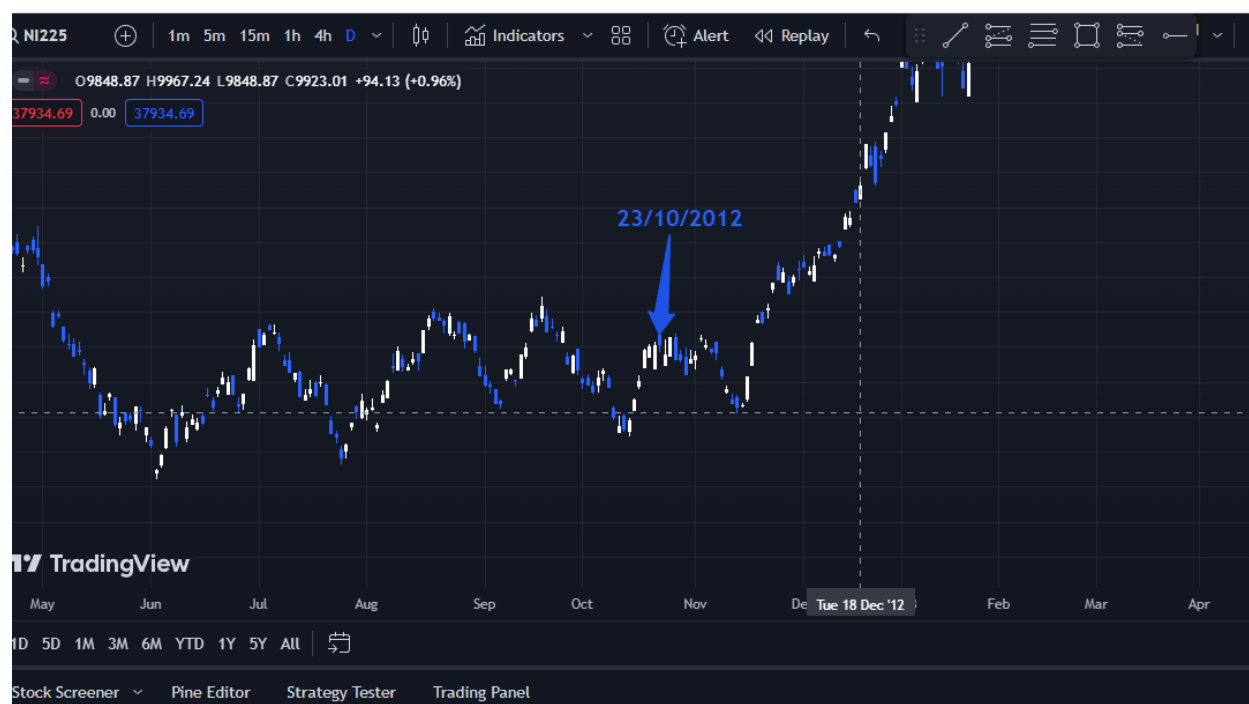 NI225 1m 5m 15m 1h 4h D Indicators Alert Replay
O9848.87 H9967.24 L9848.87 C9923.01 +94.13 (+0.96%)
37934.69 0.00 37934.69
23/10/2012
TradingView
May Jun Jul Aug Sep Oct Nov De Tue 18 Dec '12 Feb Mar Apr
1D 5D 1M 3M 6M YTD 1Y 5Y All
Stock Screener Pine Editor Strategy Tester Trading Panel